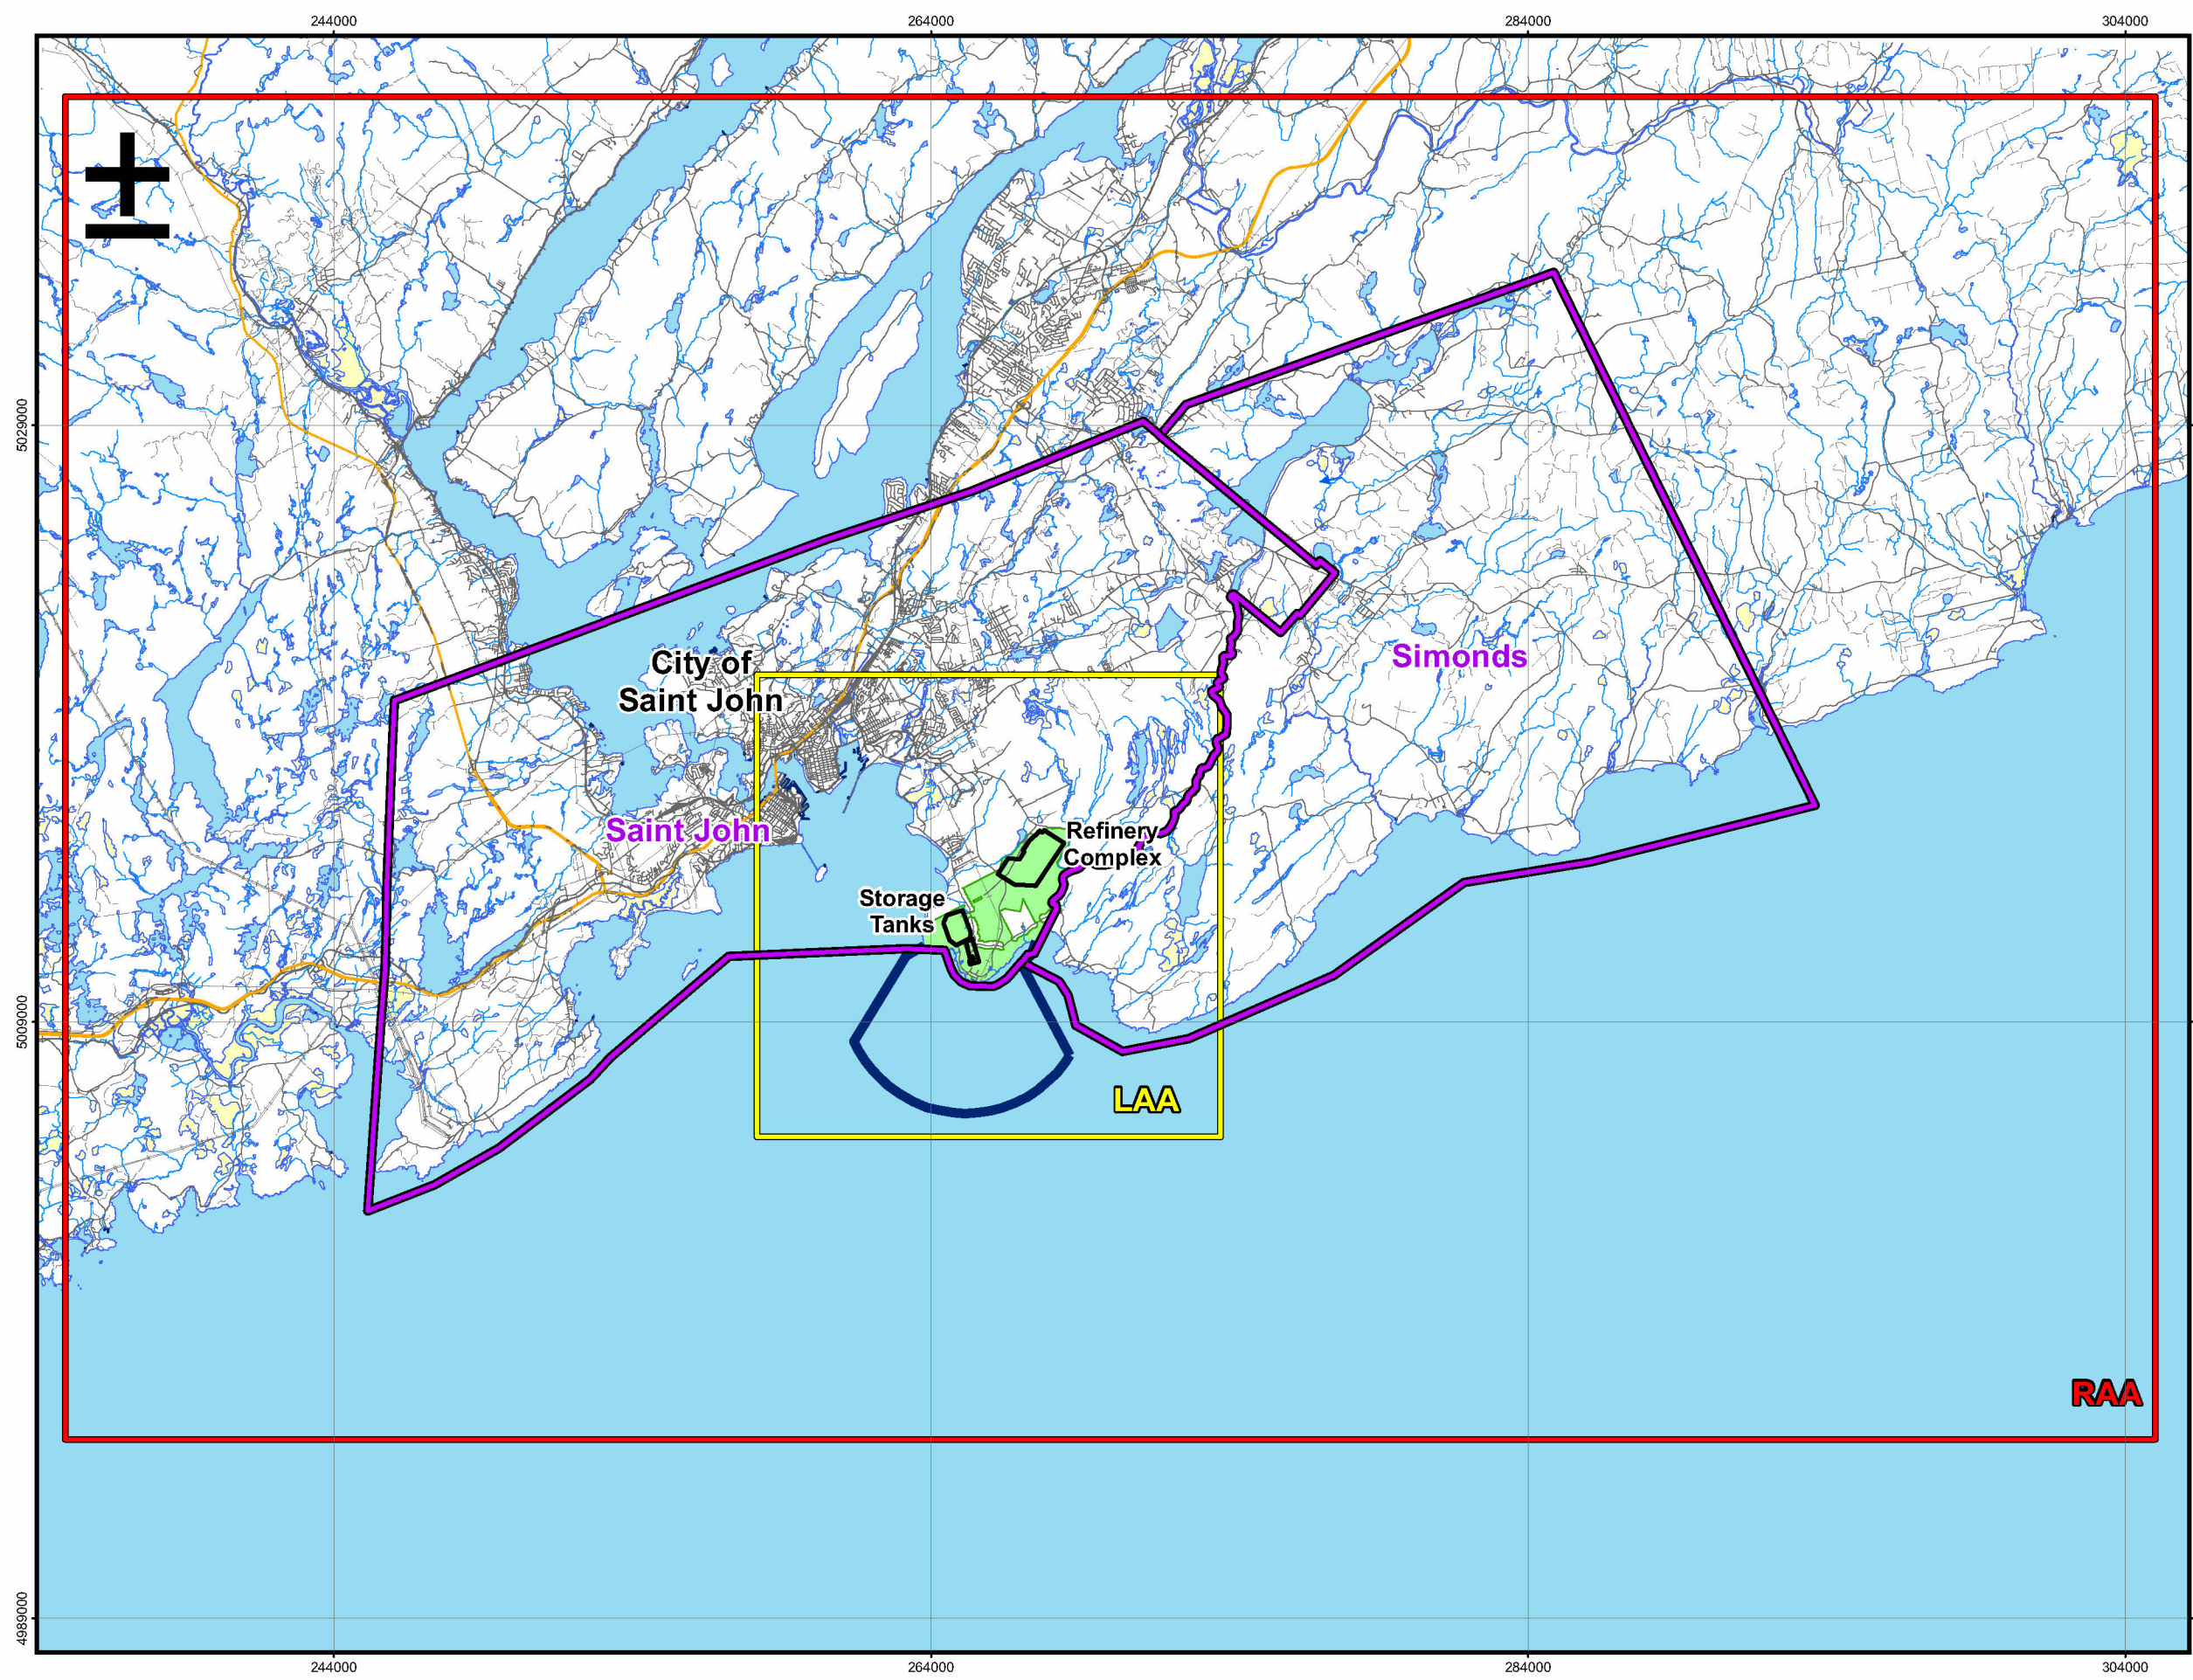 244000
264000
284000
304000
5029000
5009000
4989000
City of
Saint John
Simonds
Saint John
Refinery
Complex
Storage
Tanks
LAA
RAA
244000
264000
284000
304000